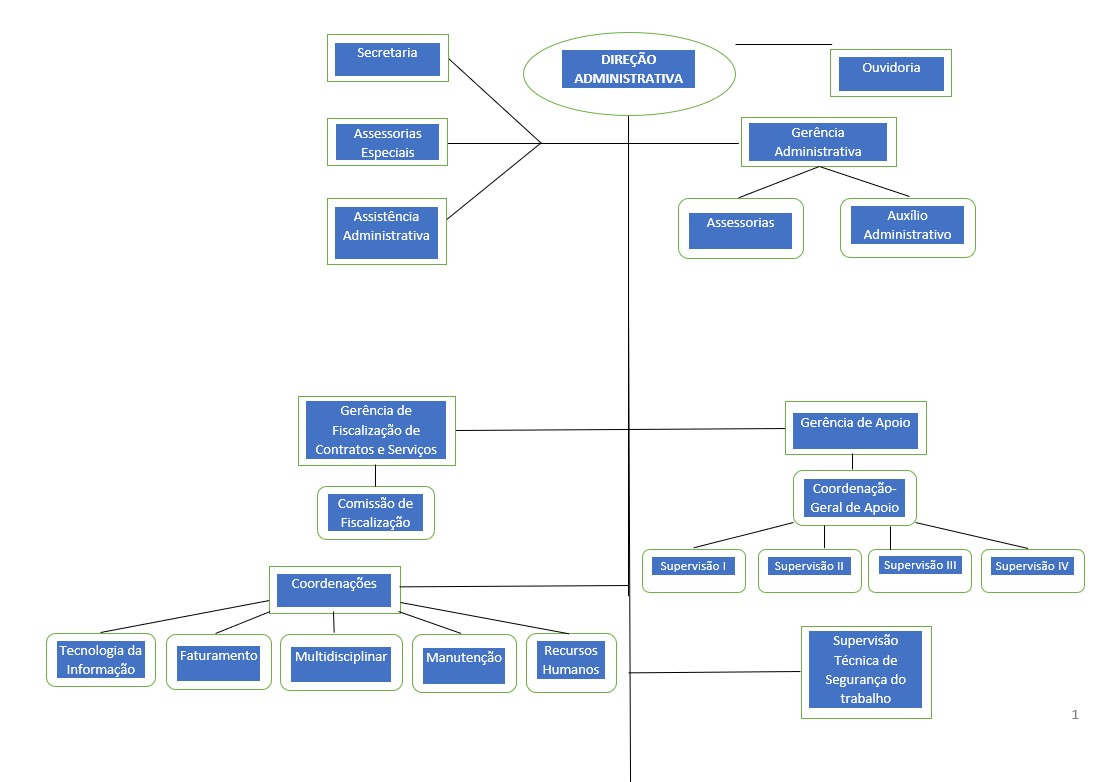 Secretaria
DIREÇÃO
ADMINISTRATIVA
Ouvidoria
Assessorias
Especiais
Gerência
Administrativa
Assistência
Administrativa
Assessorias
Auxílio
Administrativo
Gerência de
Fiscalização de
Contratos e Serviços
Gerência de Apoio
Comissão de
Fiscalização
Coordenação-
Geral de Apoio
Supervisão I
Supervisão II
Supervisão III
Supervisão IV
Coordenações
Tecnologia da
Informação
Faturamento
Multidisciplinar
Manutenção
Recursos
Humanos
Supervisão
Técnica de
Segurança do
trabalho
1